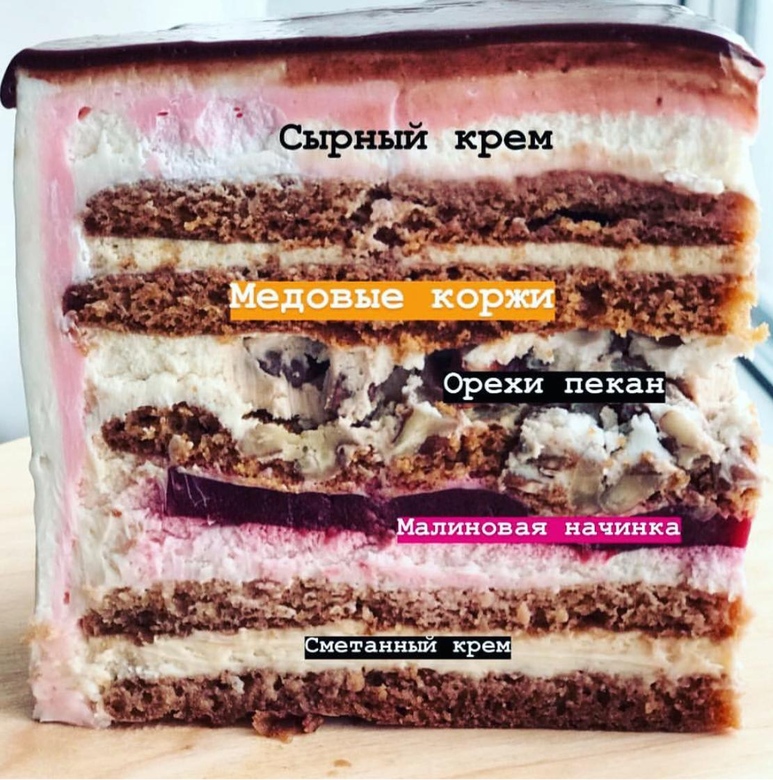 Сырный крем
Медовые коржи
Орехи пекан
Малиновая начинка
Сметанный крем